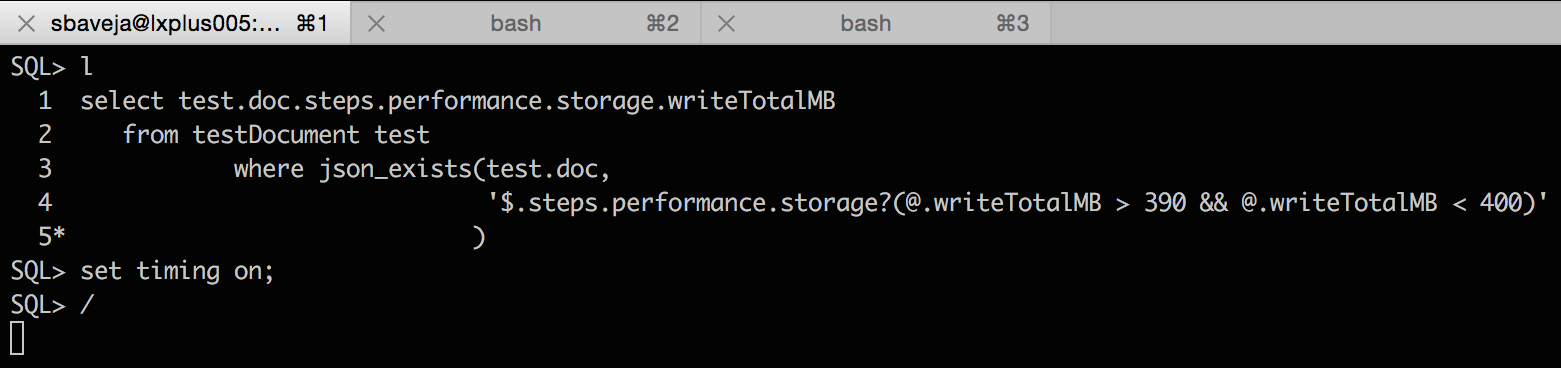 sbaveja@lxplus005:... ⌘1 bash ⌘2 bash ⌘3
SQL> l
  1  select test.doc.steps.performance.storage.writeTotalMB
  2     from testDocument test
  3             where json_exists(test.doc,
  4                               '$.steps.performance.storage?(@.writeTotalMB > 390 && @.writeTotalMB < 400)'
  5*                             )
SQL> set timing on;
SQL> /